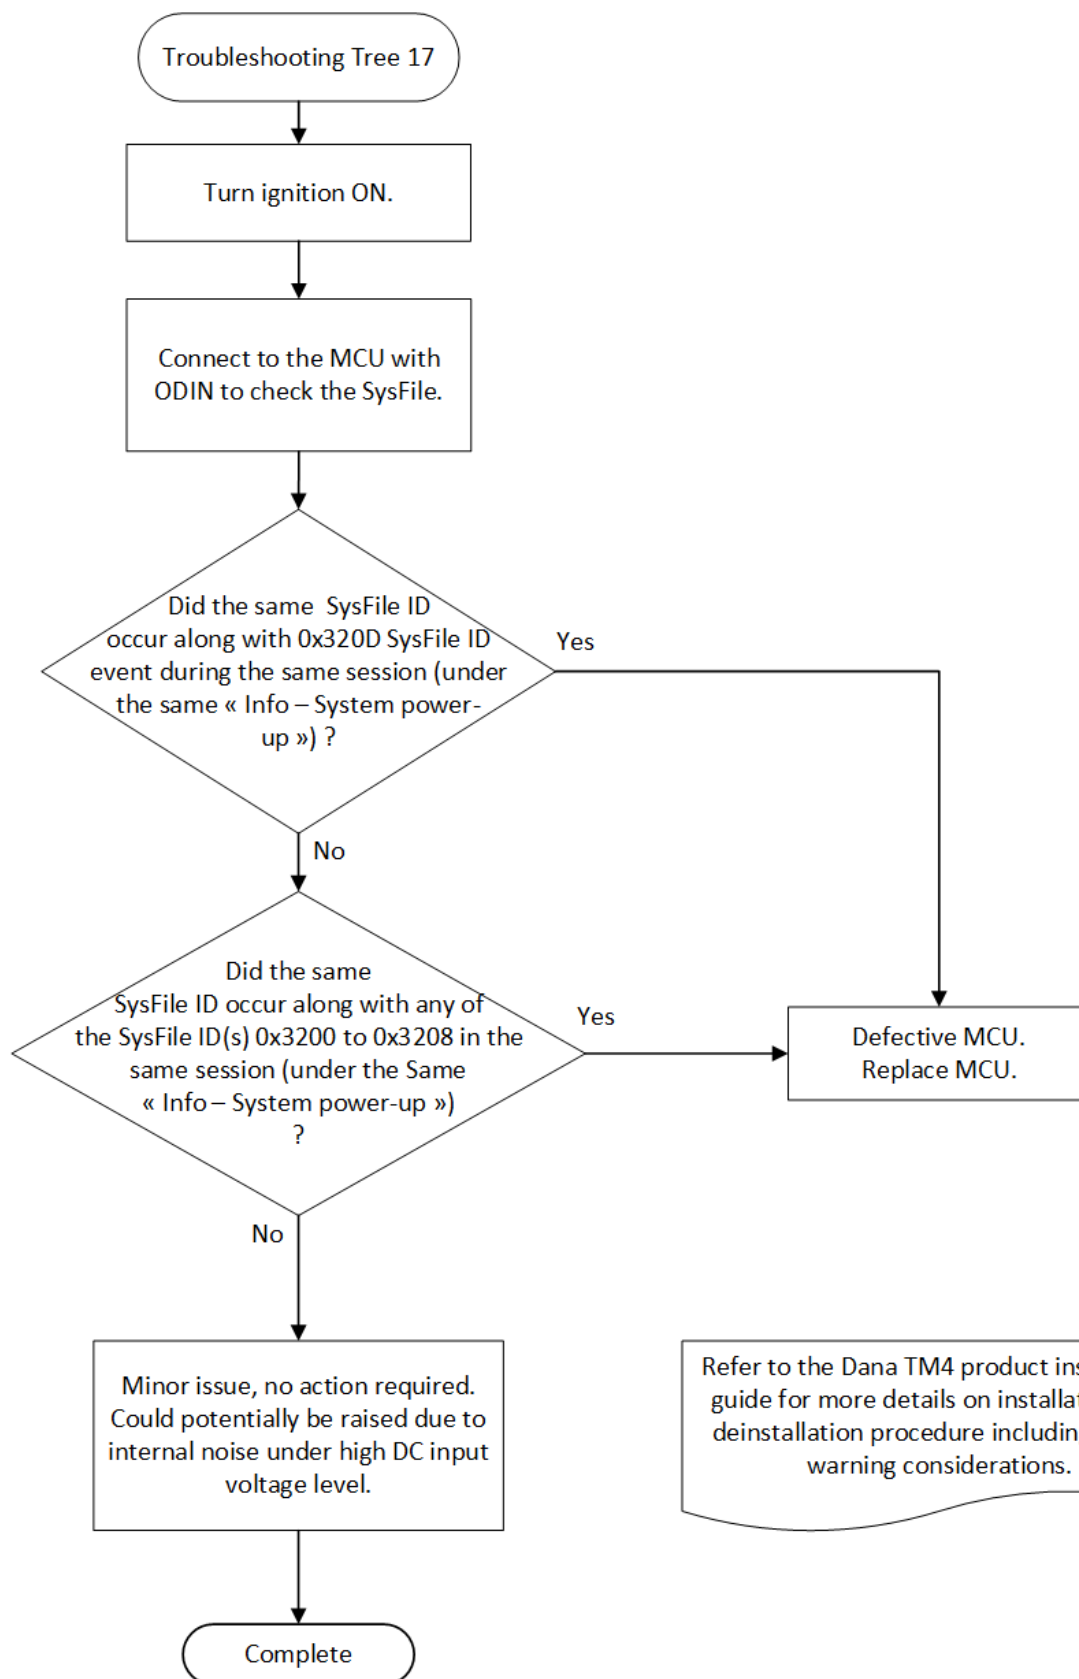 Troubleshooting Tree 17
Turn ignition ON.
Connect to the MCU with
ODIN to check the SysFile.
Did the same  SysFile ID
occur along with 0x320D SysFile ID
event during the same session (under
the same « Info – System power-
up ») ?
Yes
No
Did the same
SysFile ID occur along with any of
the SysFile ID(s) 0x3200 to 0x3208 in the
same session (under the Same
« Info – System power-up »)
?
Yes
Defective MCU.
Replace MCU.
No
Minor issue, no action required.
Could potentially be raised due to
internal noise under high DC input
voltage level.
Refer to the Dana TM4 product
guide for more details on
deinstallation procedure
warning considerations.
Complete